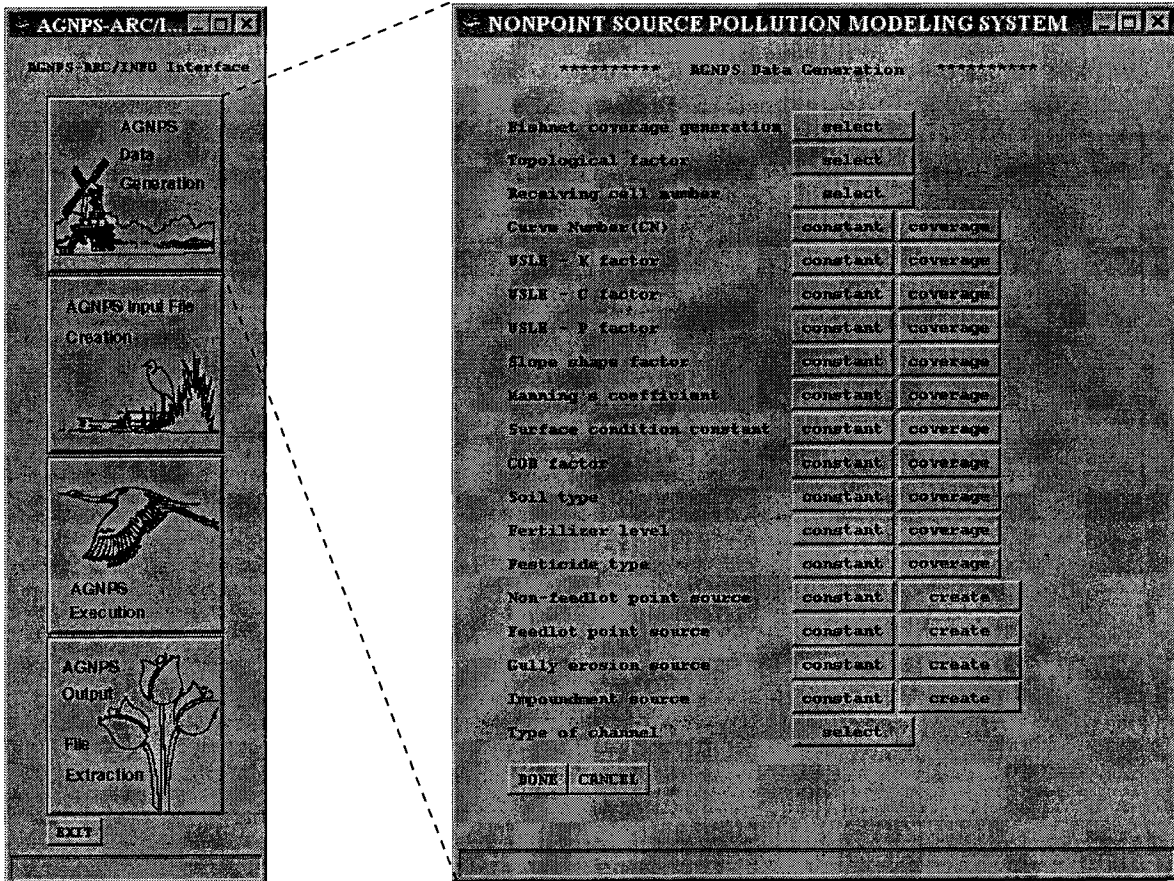 AGNPS-ARC/I...
AGNPS-ARC/INFO Interface
AGNPS
Data
Generation
AGNPS Input File
Creation
AGNPS
Execution
AGNPS
Output
File
Extraction
EXIT
NONPOINT SOURCE POLLUTION MODELING SYSTEM
********** AGNPS Data Generation **********
Fishnet coverage generation select
Topological factor select
Receiving cell number select
Curve Number(CN) constant coverage
USLE - K factor constant coverage
USLE - C factor constant coverage
USLE - P factor constant coverage
Slope shape factor constant coverage
Manning's coefficient constant coverage
Surface condition constant constant coverage
COD factor constant coverage
Soil type constant coverage
Fertilizer level constant coverage
Pesticide type constant coverage
Non-feedlot point source constant create
Feedlot point source constant create
Gully erosion source constant create
Impoundment source constant create
Type of channel select
DONE CANCEL